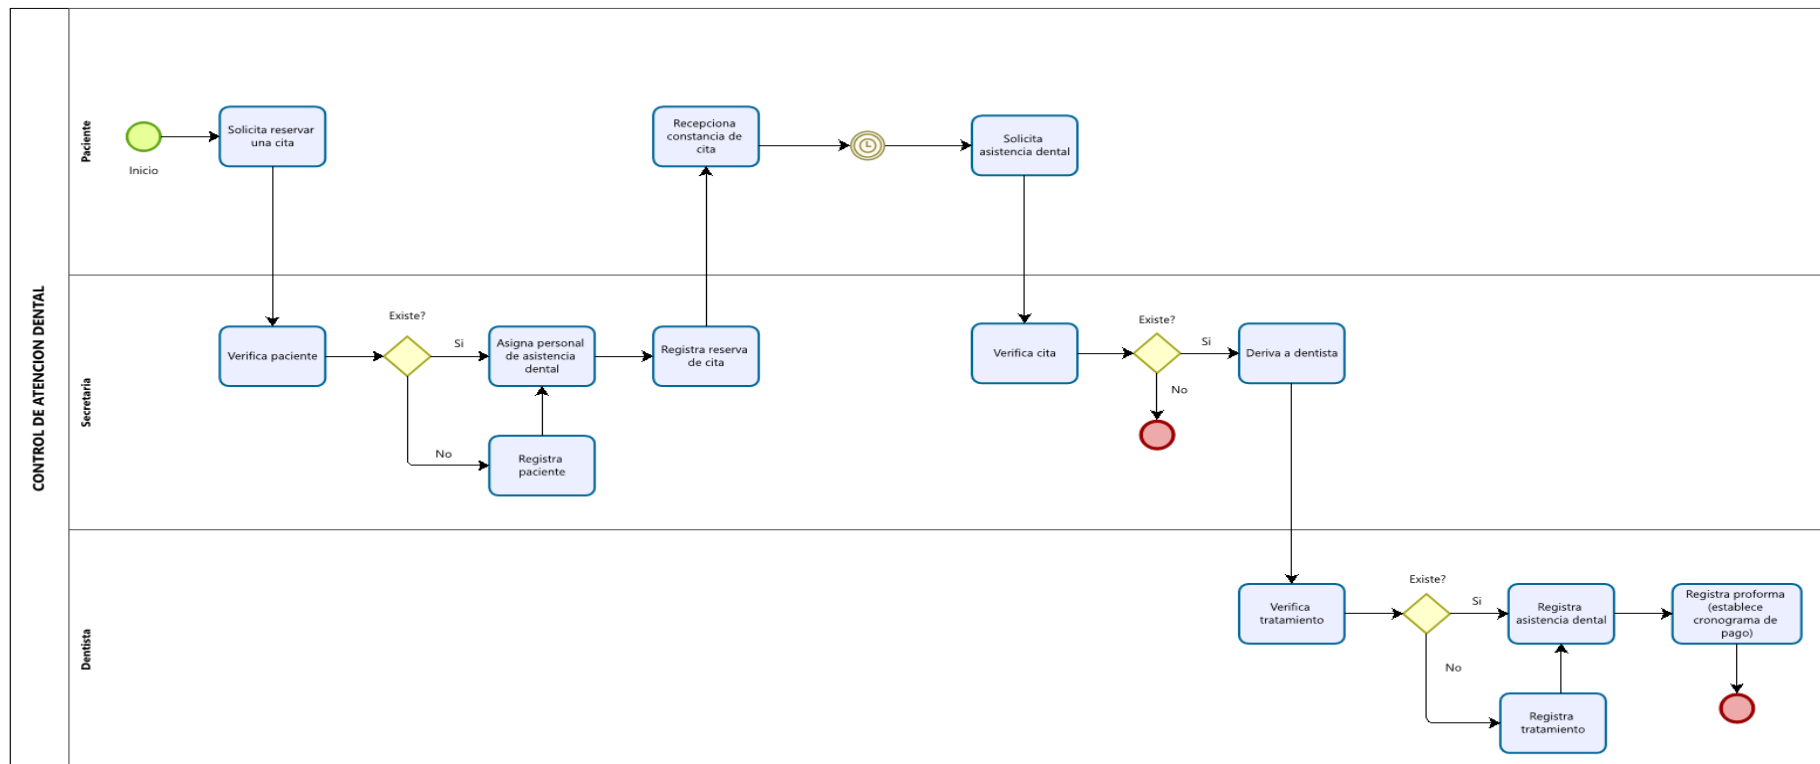 CONTROL DE ATENCION DENTAL
Paciente
Inicio
Solicita reservar
una cita
Recepciona
constancia de
cita
Solicita
asistencia dental
Secretaria
Verifica paciente
Existe?
Si
No
Asigna personal
de asistencia
dental
Registra
paciente
Registra reserva
de cita
Verifica cita
Existe?
Si
No
Deriva a dentista
Dentista
Verifica
tratamiento
Existe?
Si
No
Registra
asistencia dental
Registra
tratamiento
Registra proforma
(establece
cronograma de
pago)